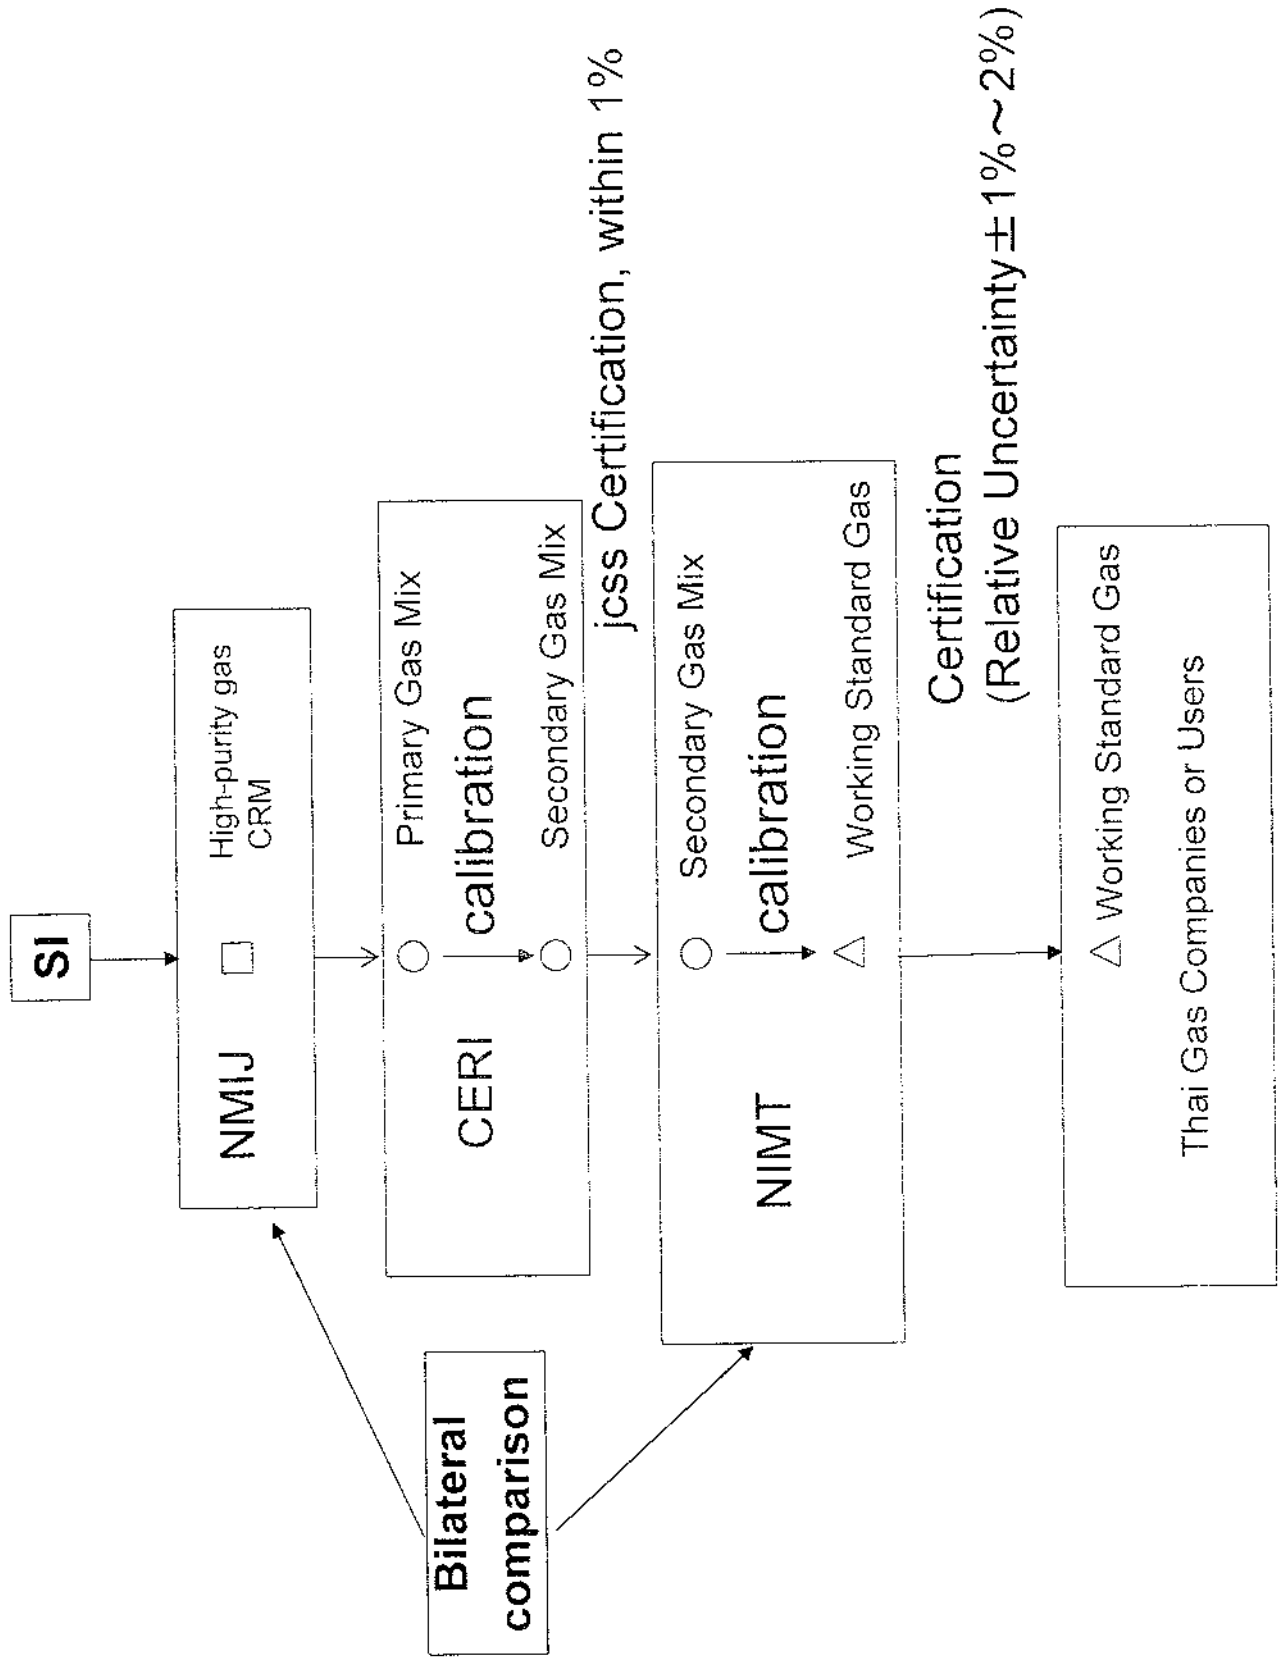 SI
NMIJ
High-purity gas
CRM
Primary Gas Mix
CERI
calibration
Secondary Gas Mix
jcss Certification, within 1%
Bilateral
comparison
Secondary Gas Mix
NIMT
calibration
Working Standard Gas
Certification
(Relative Uncertainty±1%~2%)
Working Standard Gas
Thai Gas Companies or Users